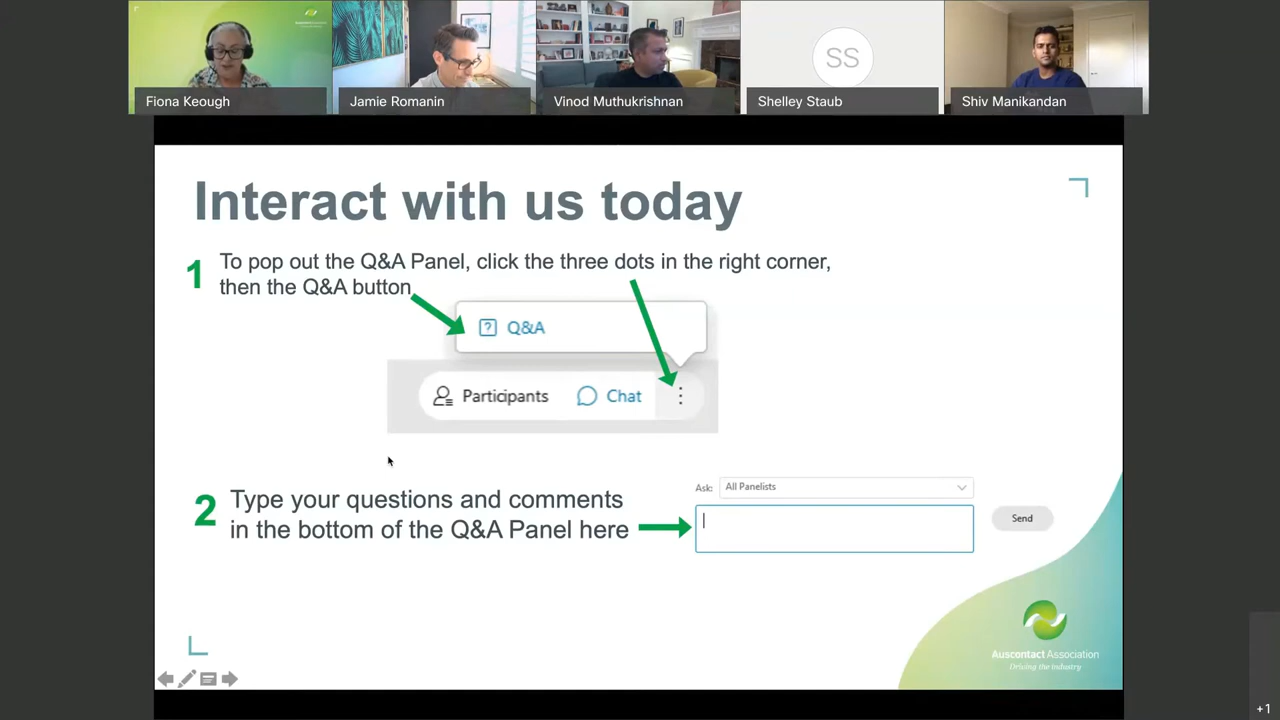 Fiona Keough
Jamie Romanin
Vinod Muthukrishnan
SS
Shelley Staub
Shiv Manikandan
Interact with us today
1 To pop out the Q&A Panel, click the three dots in the right corner,
then the Q&A button
? Q&A
Participants Chat
2 Type your questions and comments
in the bottom of the Q&A Panel here
Ask: All Panelists
Send
Auscontact Association
Driving the Industry
+1